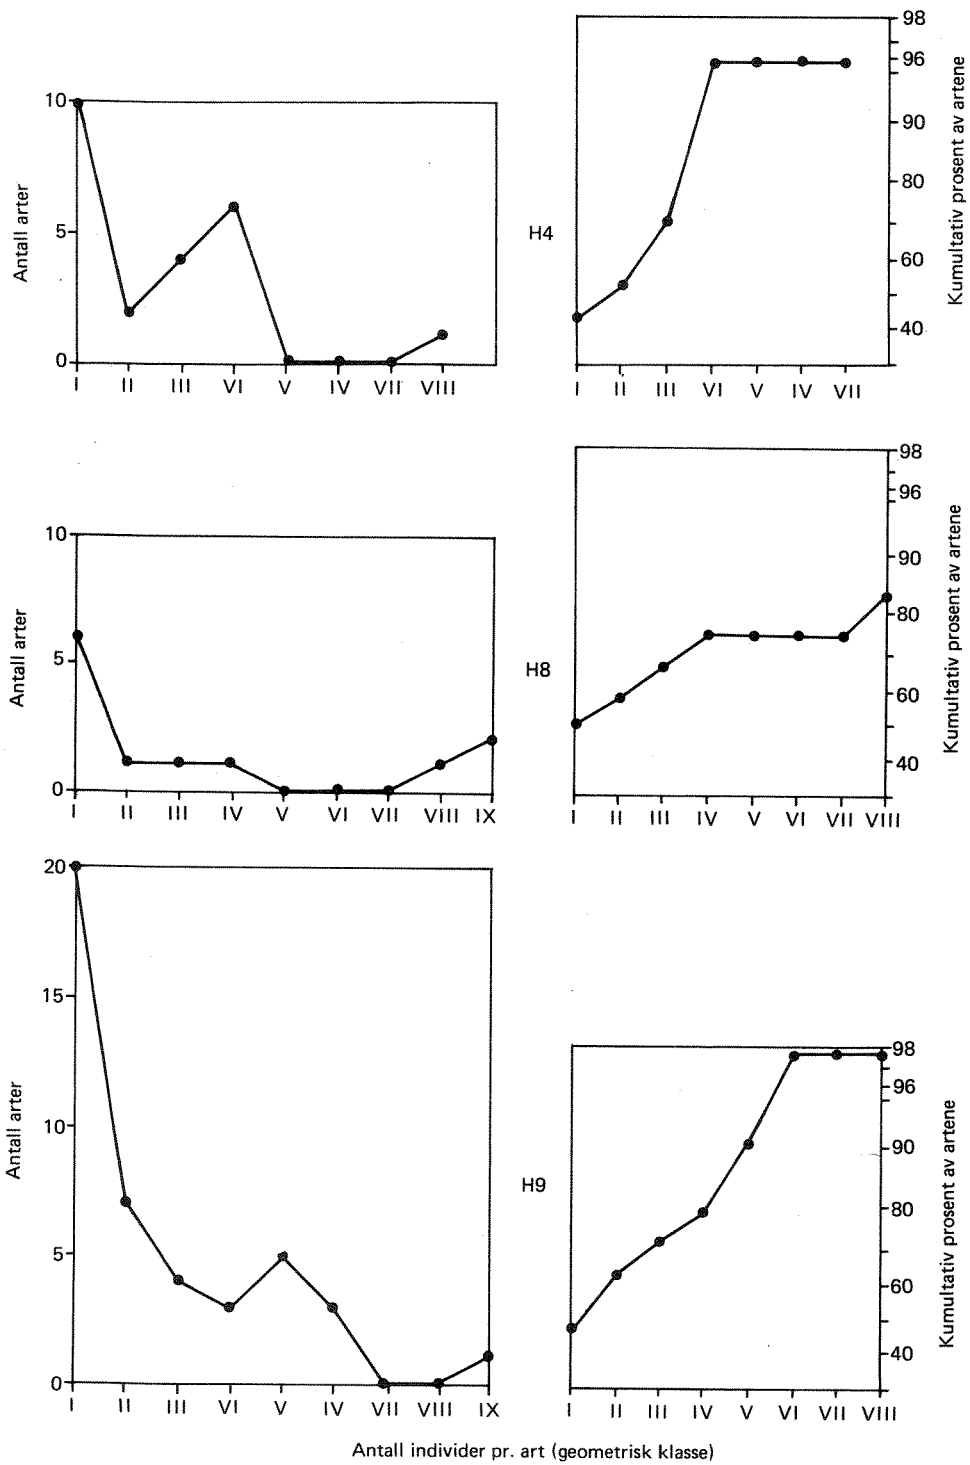 10
5
0
Antall arter
I II III VI V IV VII VIII
H4
98
96
90
80
60
40
Kumultativ prosent av artene
I II III VI V IV VII
10
5
0
Antall arter
I II III IV V VI VII VIII IX
H8
98
96
90
80
60
40
Kumultativ prosent av artene
I II III IV V VI VII VIII
20
15
10
5
0
Antall arter
I II III VI V IV VII VIII IX
H9
98
96
90
80
60
40
Kumultativ prosent av artene
I II III IV V VI VII VIII
Antall individer pr. art (geometrisk klasse)